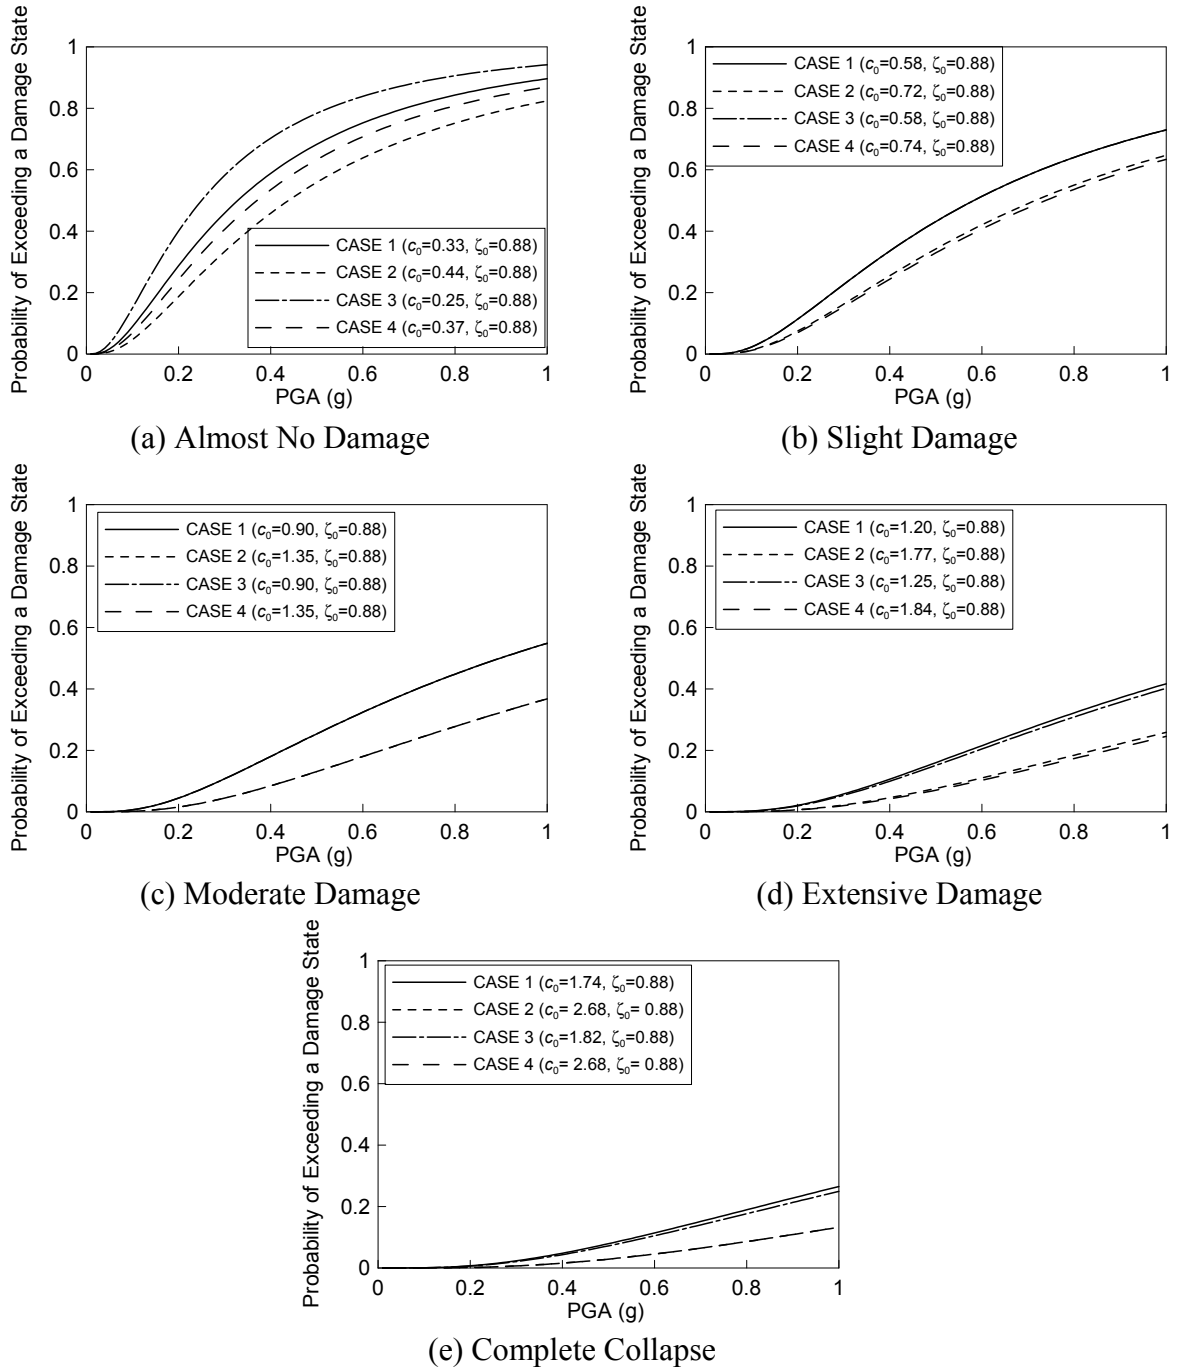 Probability of Exceeding a Damage State
1
0.8
0.6
0.4
0.2
0
CASE 1 (c0=0.33, ζ0=0.88)
CASE 2 (c0=0.44, ζ0=0.88)
CASE 3 (c0=0.25, ζ0=0.88)
CASE 4 (c0=0.37, ζ0=0.88)
0 0.2 0.4 0.6 0.8 1
PGA (g)
(a) Almost No Damage
Probability of Exceeding a Damage State
1
0.8
0.6
0.4
0.2
0
CASE 1 (c0=0.58, ζ0=0.88)
CASE 2 (c0=0.72, ζ0=0.88)
CASE 3 (c0=0.58, ζ0=0.88)
CASE 4 (c0=0.74, ζ0=0.88)
0 0.2 0.4 0.6 0.8 1
PGA (g)
(b) Slight Damage
Probability of Exceeding a Damage State
1
0.8
0.6
0.4
0.2
0
CASE 1 (c0=0.90, ζ0=0.88)
CASE 2 (c0=1.35, ζ0=0.88)
CASE 3 (c0=0.90, ζ0=0.88)
CASE 4 (c0=1.35, ζ0=0.88)
0 0.2 0.4 0.6 0.8 1
PGA (g)
(c) Moderate Damage
Probability of Exceeding a Damage State
1
0.8
0.6
0.4
0.2
0
CASE 1 (c0=1.20, ζ0=0.88)
CASE 2 (c0=1.77, ζ0=0.88)
CASE 3 (c0=1.25, ζ0=0.88)
CASE 4 (c0=1.84, ζ0=0.88)
0 0.2 0.4 0.6 0.8 1
PGA (g)
(d) Extensive Damage
Probability of Exceeding a Damage State
1
0.8
0.6
0.4
0.2
0
CASE 1 (c0=1.74, ζ0=0.88)
CASE 2 (c0= 2.68, ζ0= 0.88)
CASE 3 (c0=1.82, ζ0=0.88)
CASE 4 (c0= 2.68, ζ0= 0.88)
0 0.2 0.4 0.6 0.8 1
PGA (g)
(e) Complete Collapse